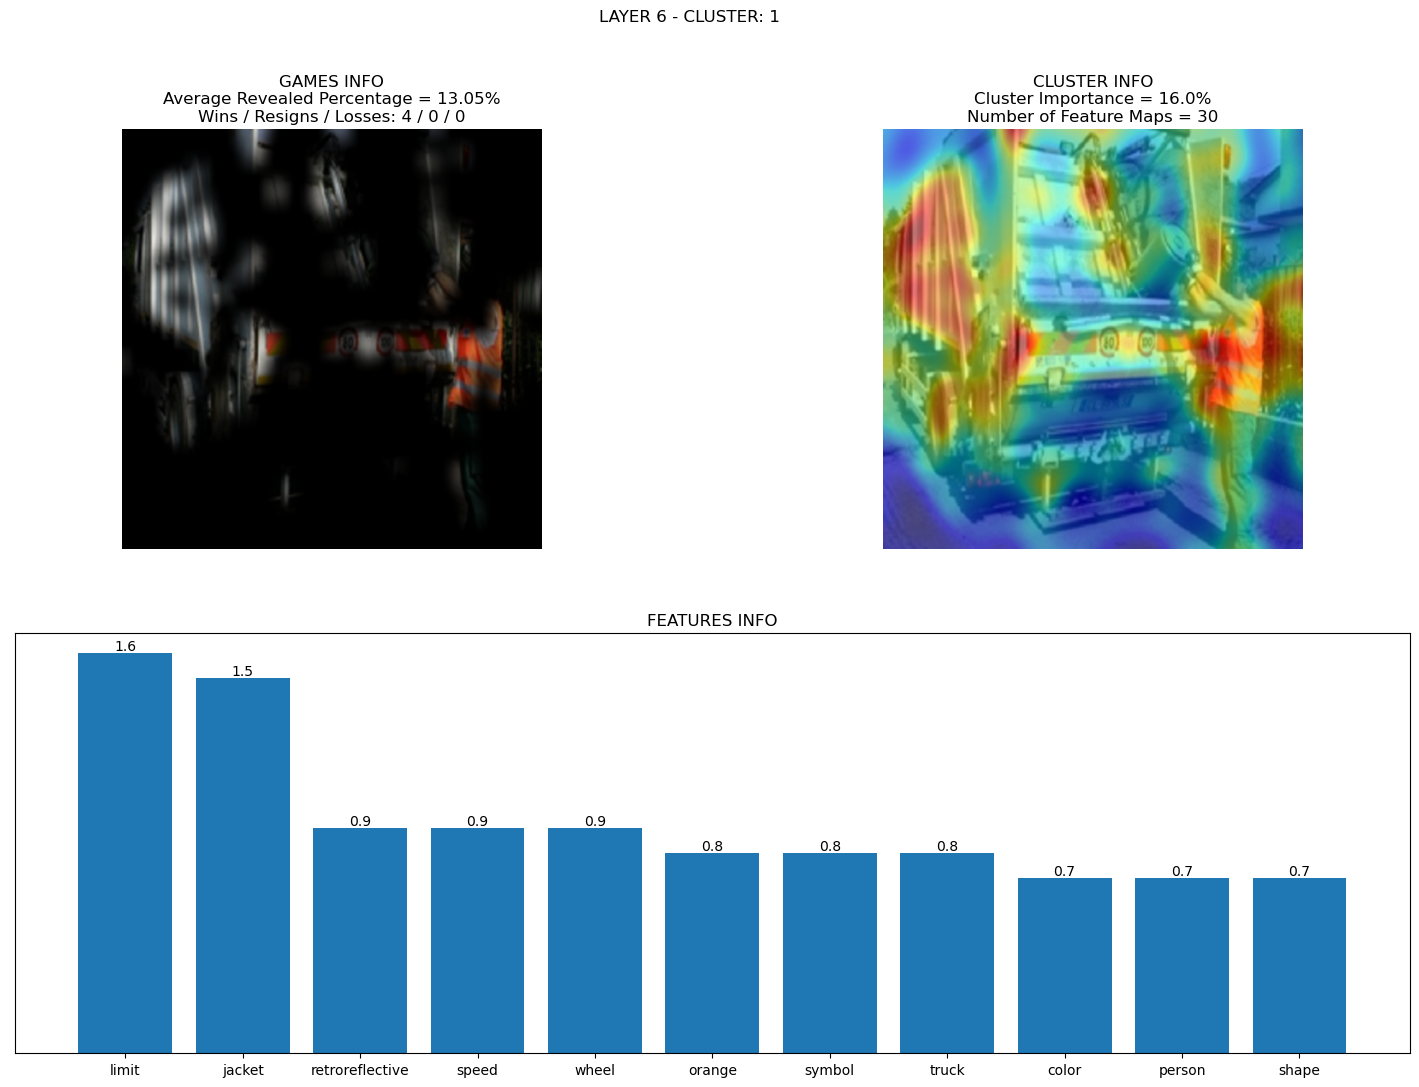 LAYER 6 - CLUSTER: 1
GAMES INFO
Average Revealed Percentage = 13.05%
Wins / Resigns / Losses: 4 / 0 / 0
CLUSTER INFO
Cluster Importance = 16.0%
Number of Feature Maps = 30
FEATURES INFO
1.6
1.5
0.9
0.9
0.9
0.8
0.8
0.8
0.7
0.7
0.7
limit
jacket
retroreflective
speed
wheel
orange
symbol
truck
color
person
shape